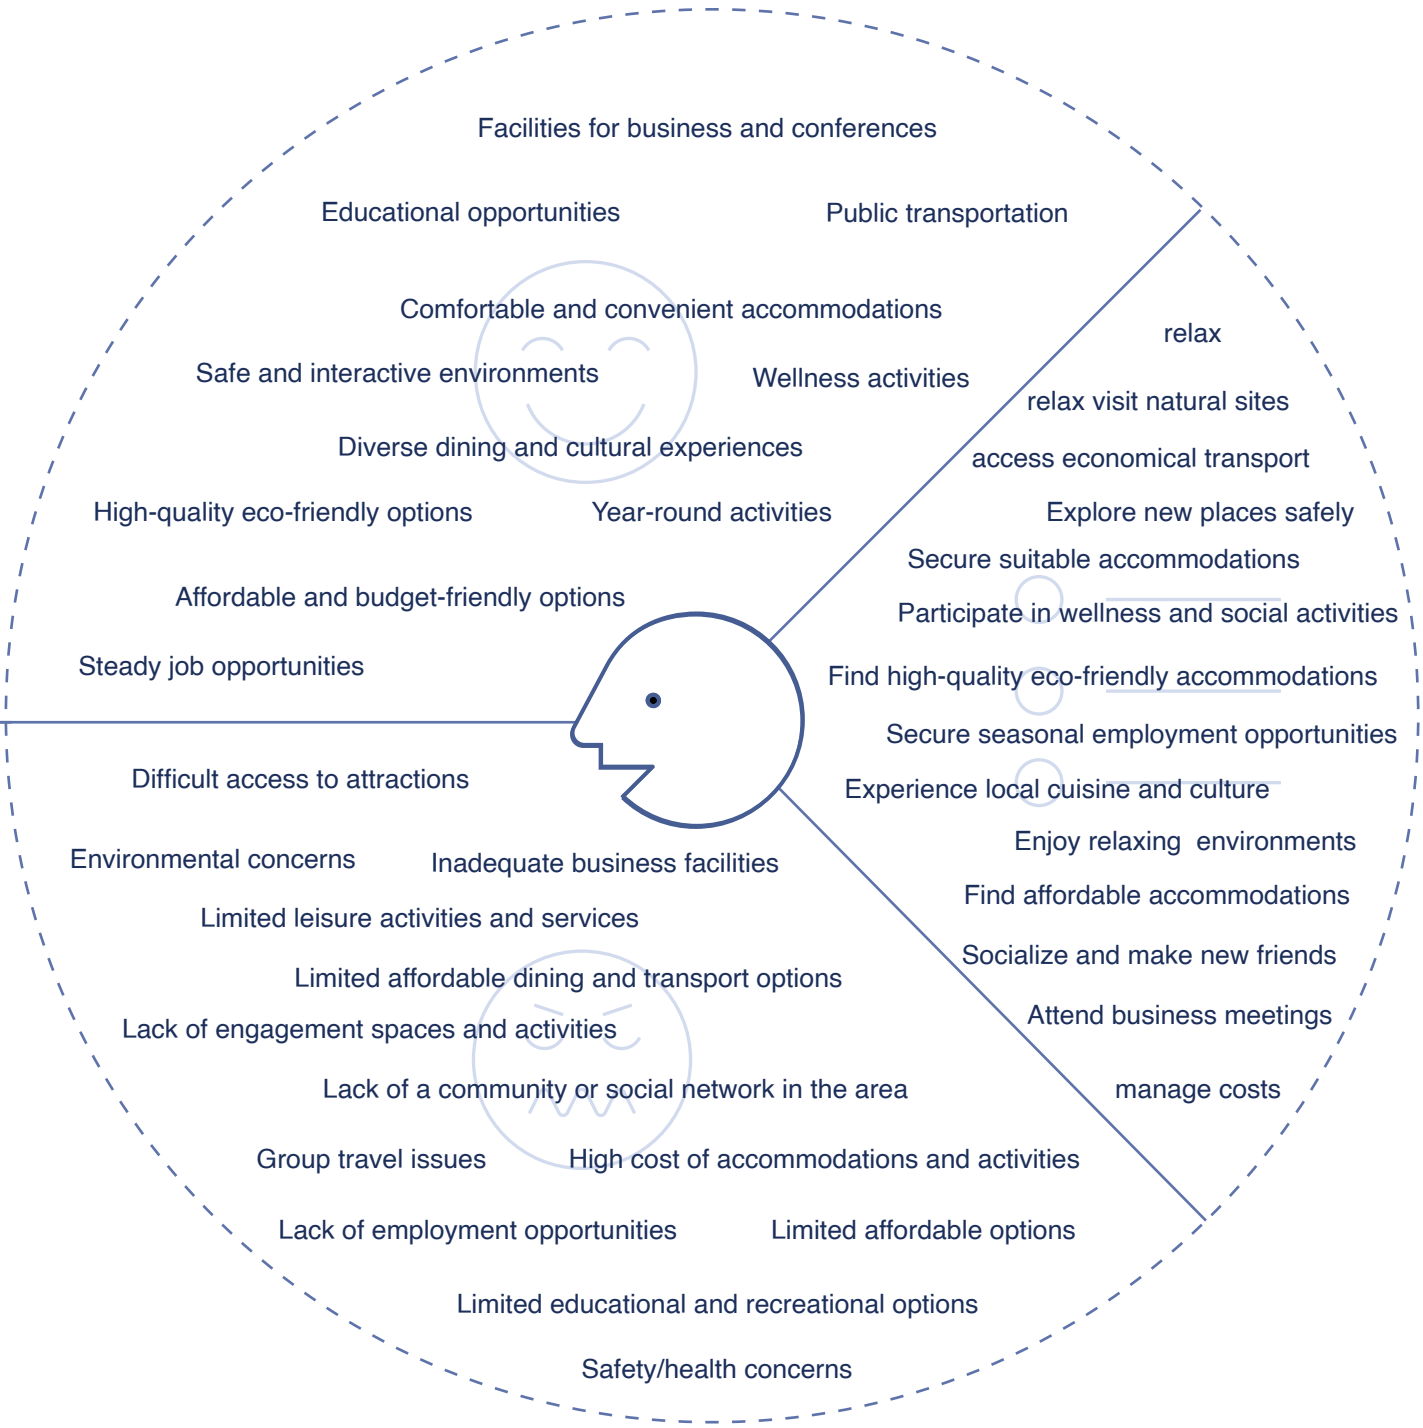 Facilities for business and conferences
Educational opportunities
Public transportation
Comfortable and convenient accommodations
Safe and interactive environments
Wellness activities
Diverse dining and cultural experiences
High-quality eco-friendly options
Year-round activities
Affordable and budget-friendly options
Steady job opportunities
relax
relax visit natural sites
access economical transport
Explore new places safely
Secure suitable accommodations
Participate in wellness and social activities
Find high-quality eco-friendly accommodations
Secure seasonal employment opportunities
Experience local cuisine and culture
Enjoy relaxing  environments
Find affordable accommodations
Socialize and make new friends
Attend business meetings
manage costs
Difficult access to attractions
Environmental concerns
Inadequate business facilities
Limited leisure activities and services
Limited affordable dining and transport options
Lack of engagement spaces and activities
Lack of a community or social network in the area
Group travel issues
High cost of accommodations and activities
Lack of employment opportunities
Limited affordable options
Limited educational and recreational options
Safety/health concerns